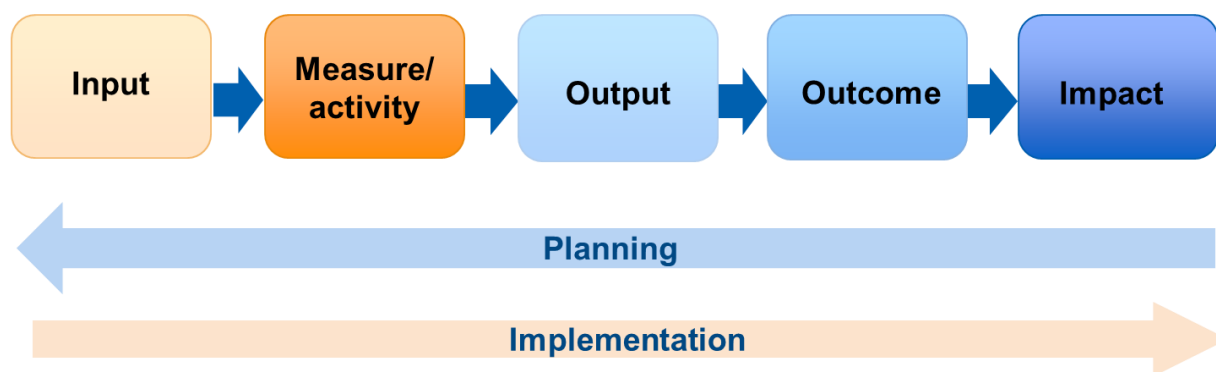 Input
Measure/
activity
Output
Outcome
Impact
Planning
Implementation